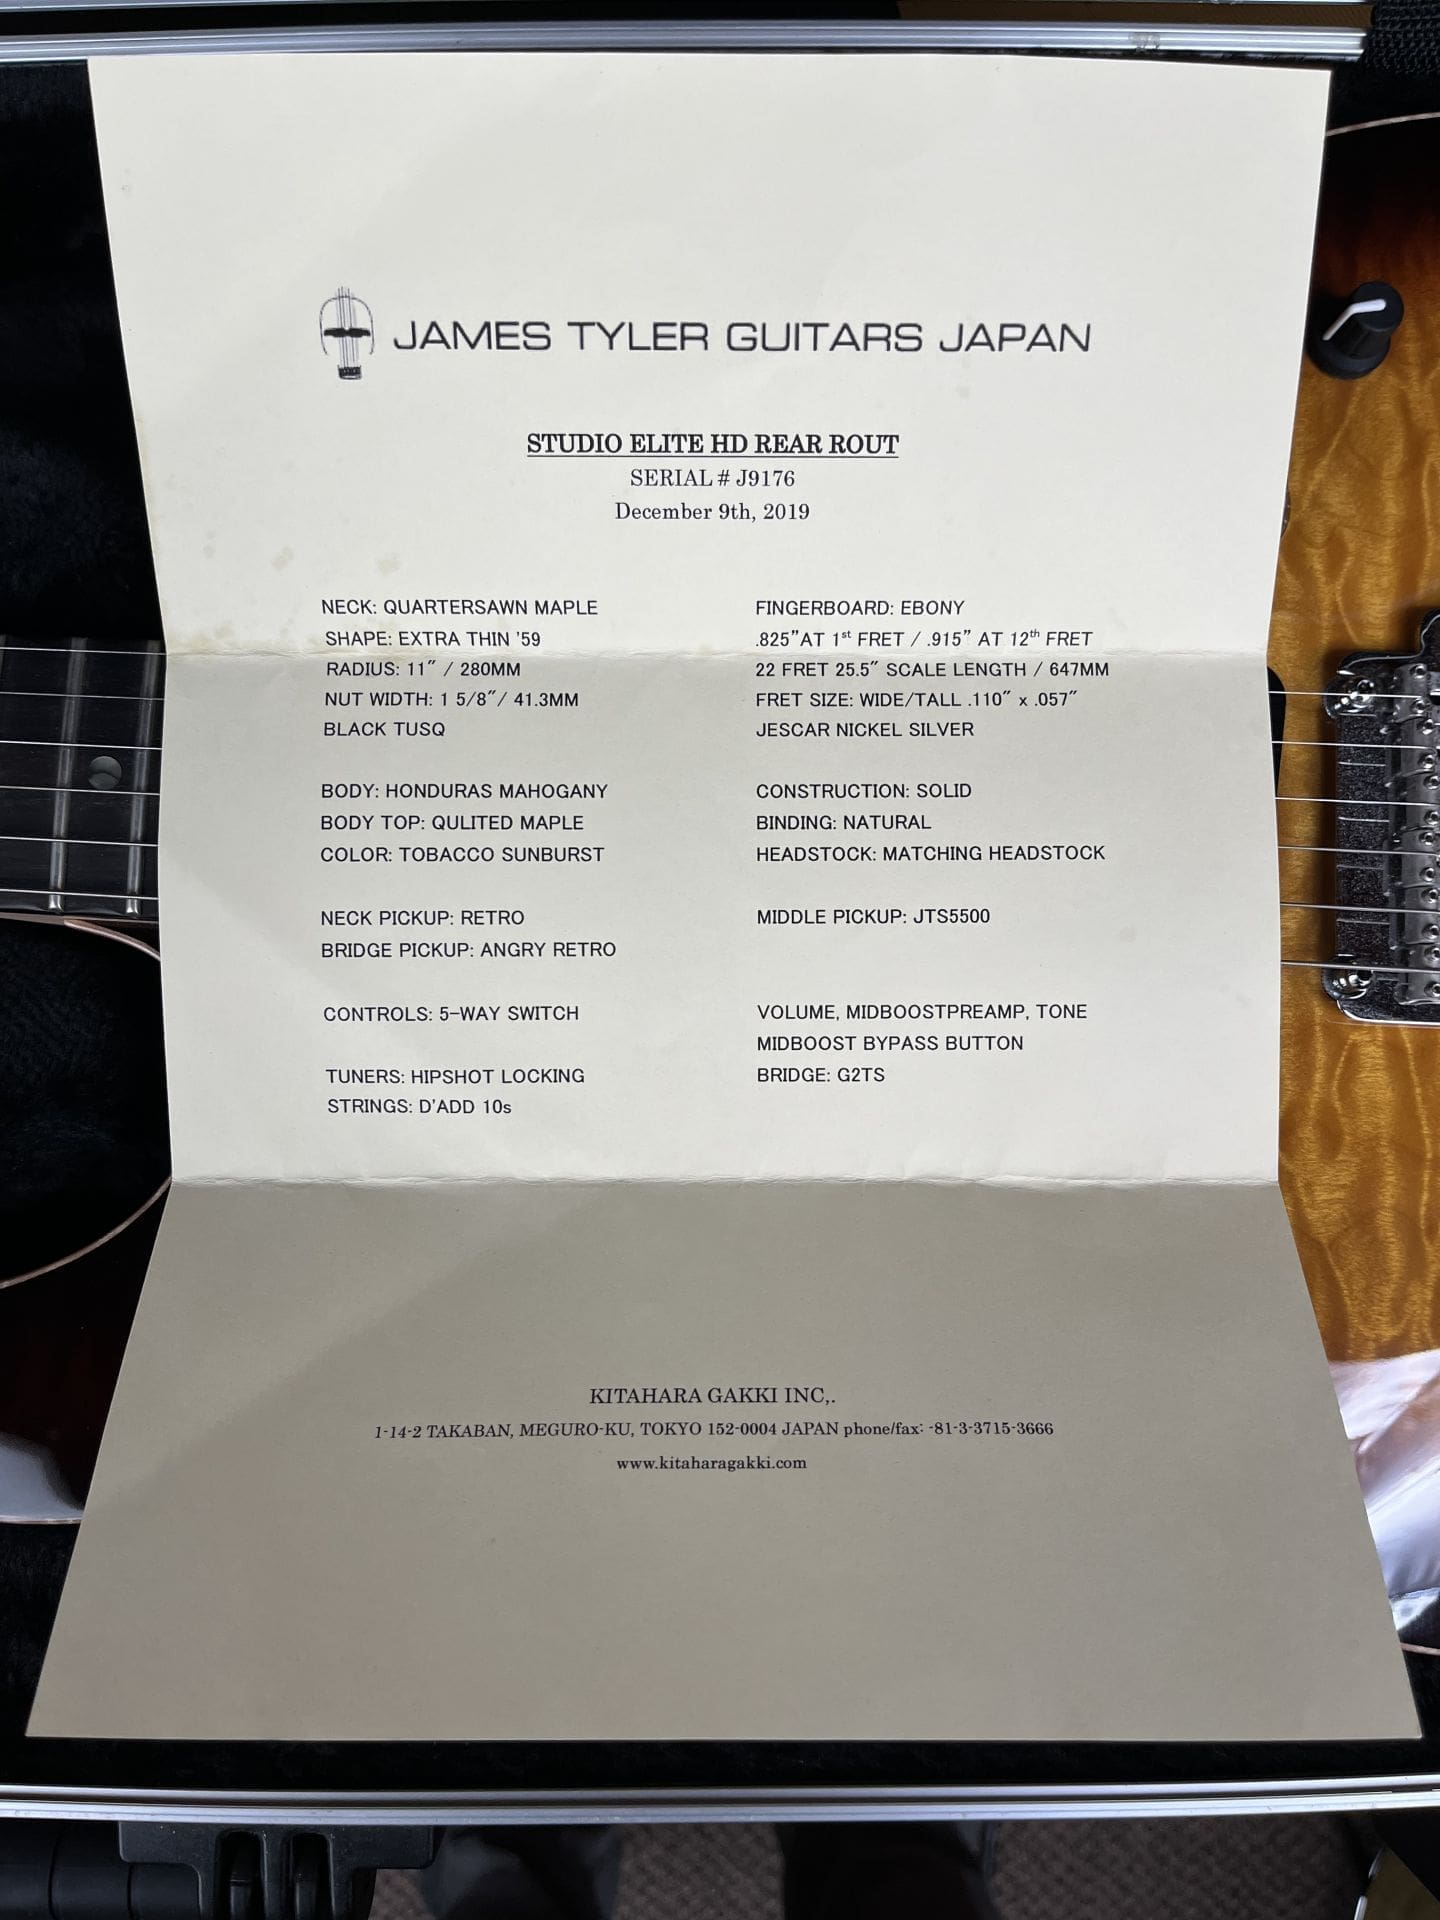 JAMES TYLER GUITARS JAPAN
STUDIO ELITE HD REAR ROUT
SERIAL # J9176
December 9th, 2019
NECK: QUARTERSAWN MAPLE FINGERBOARD: EBONY
SHAPE: EXTRA THIN '59 .825”AT 1st FRET / .915” AT 12th FRET
RADIUS: 11″ / 280MM 22 FRET 25.5″ SCALE LENGTH / 647MM
NUT WIDTH: 1 5/8″/ 41.3MM FRET SIZE: WIDE/TALL .110″ x .057″
BLACK TUSQ JESCAR NICKEL SILVER
BODY: HONDURAS MAHOGANY CONSTRUCTION: SOLID
BODY TOP: QULITED MAPLE BINDING: NATURAL
COLOR: TOBACCO SUNBURST HEADSTOCK: MATCHING HEADSTOCK
NECK PICKUP: RETRO MIDDLE PICKUP: JTS5500
BRIDGE PICKUP: ANGRY RETRO
CONTROLS: 5-WAY SWITCH VOLUME, MIDBOOSTPREAMP, TONE
MIDBOOST BYPASS BUTTON
TUNERS: HIPSHOT LOCKING BRIDGE: G2TS
STRINGS: D'ADD 10s
KITAHARA GAKKI INC,.
1-14-2 TAKABAN, MEGURO-KU, TOKYO 152-0004 JAPAN phone/fax: -81-3-3715-3666
www.kitaharagakki.com